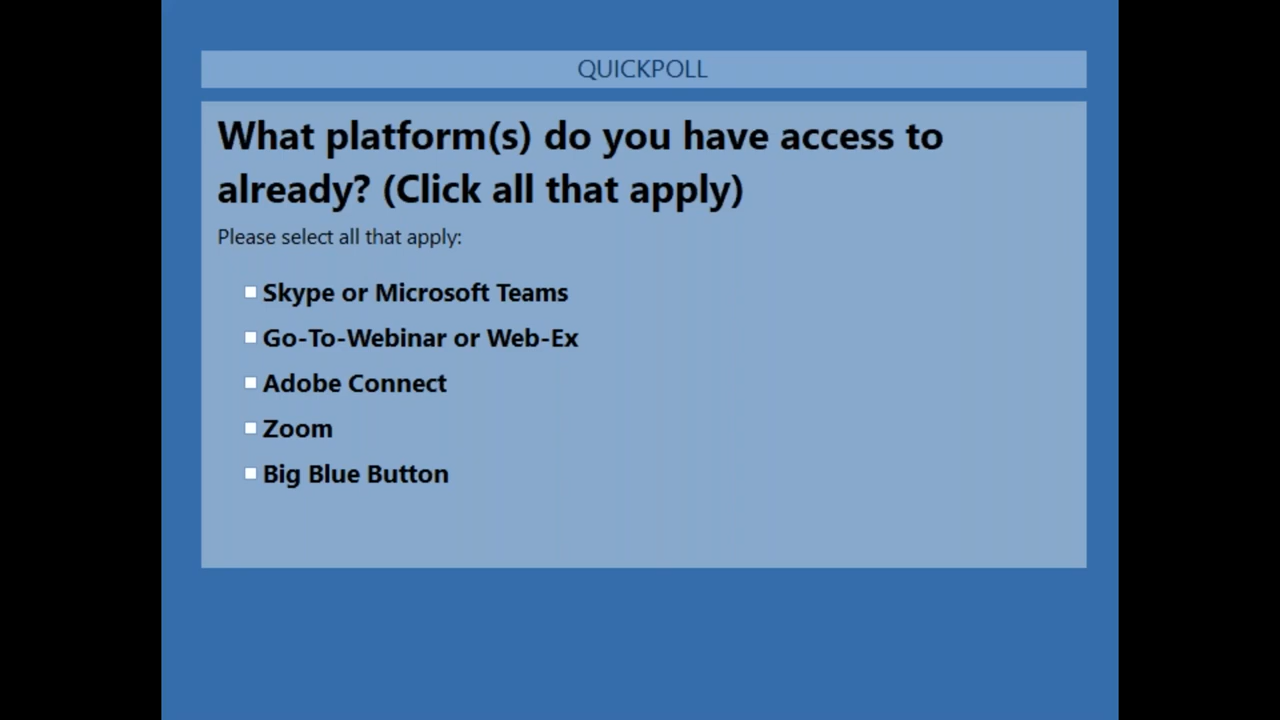 QUICKPOLL
What platform(s) do you have access to
already? (Click all that apply)
Please select all that apply:
Skype or Microsoft Teams
Go-To-Webinar or Web-Ex
Adobe Connect
Zoom
Big Blue Button